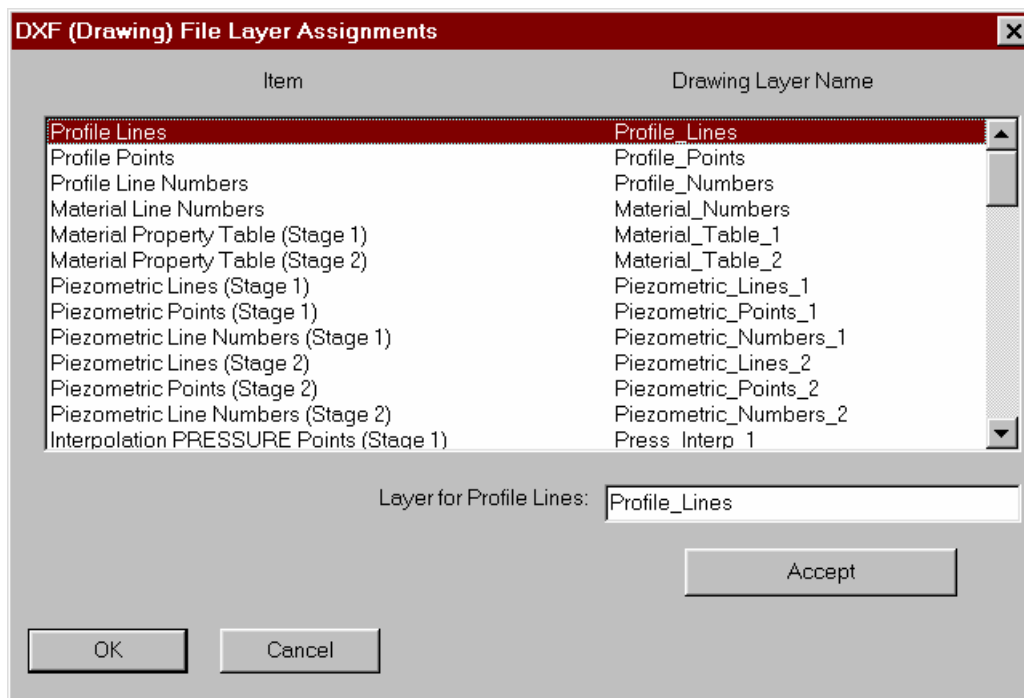 DXF (Drawing) File Layer Assignments
Item Drawing Layer Name
Profile Lines Profile_Lines
Profile Points Profile_Points
Profile Line Numbers Profile_Numbers
Material Line Numbers Material_Numbers
Material Property Table (Stage 1) Material_Table_1
Material Property Table (Stage 2) Material_Table_2
Piezometric Lines (Stage 1) Piezometric_Lines_1
Piezometric Points (Stage 1) Piezometric_Points_1
Piezometric Line Numbers (Stage 1) Piezometric_Numbers_1
Piezometric Lines (Stage 2) Piezometric_Lines_2
Piezometric Points (Stage 2) Piezometric_Points_2
Piezometric Line Numbers (Stage 2) Piezometric_Numbers_2
Interpolation PRESSURE Points (Stage 1) Press_Interp_1
Layer for Profile Lines: Profile_Lines
Accept
OK Cancel